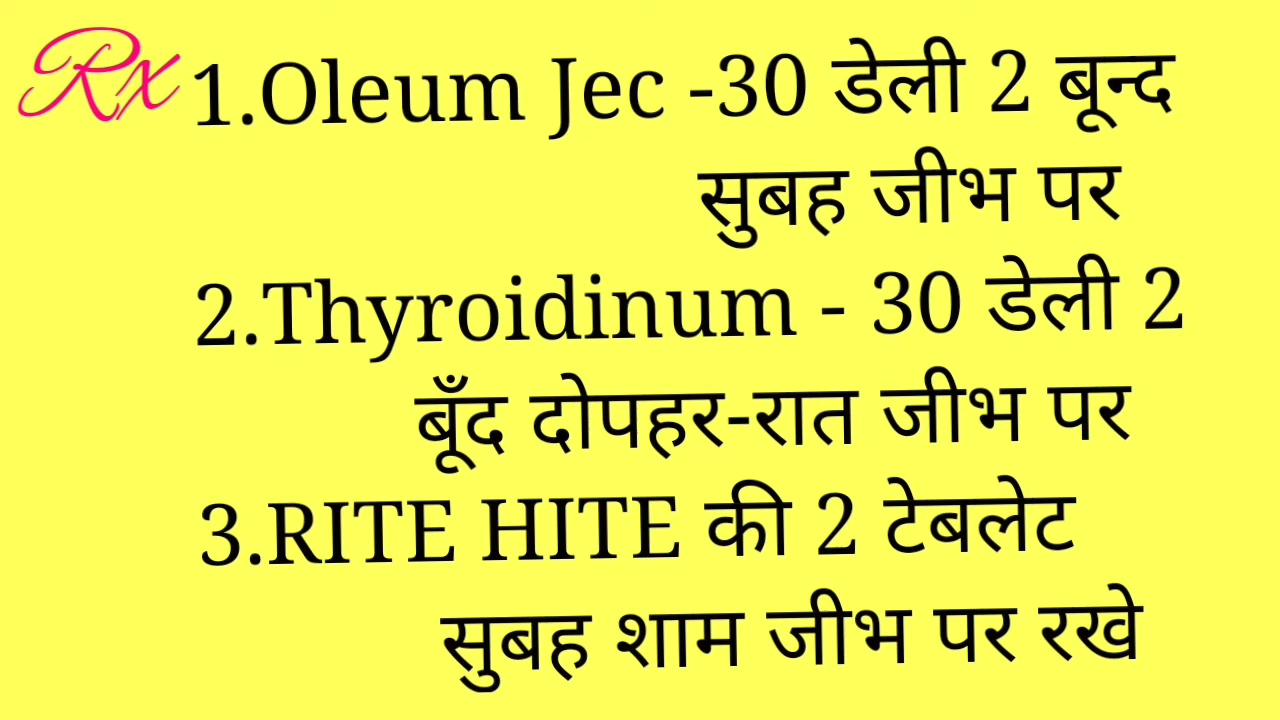 Rx 1.Oleum Jec -30 डेली 2 बून्द
सुबह जीभ पर
2.Thyroidinum - 30 डेली 2
बूँद दोपहर-रात जीभ पर
3.RITE HITE की 2 टेबलेट
सुबह शाम जीभ पर रखे